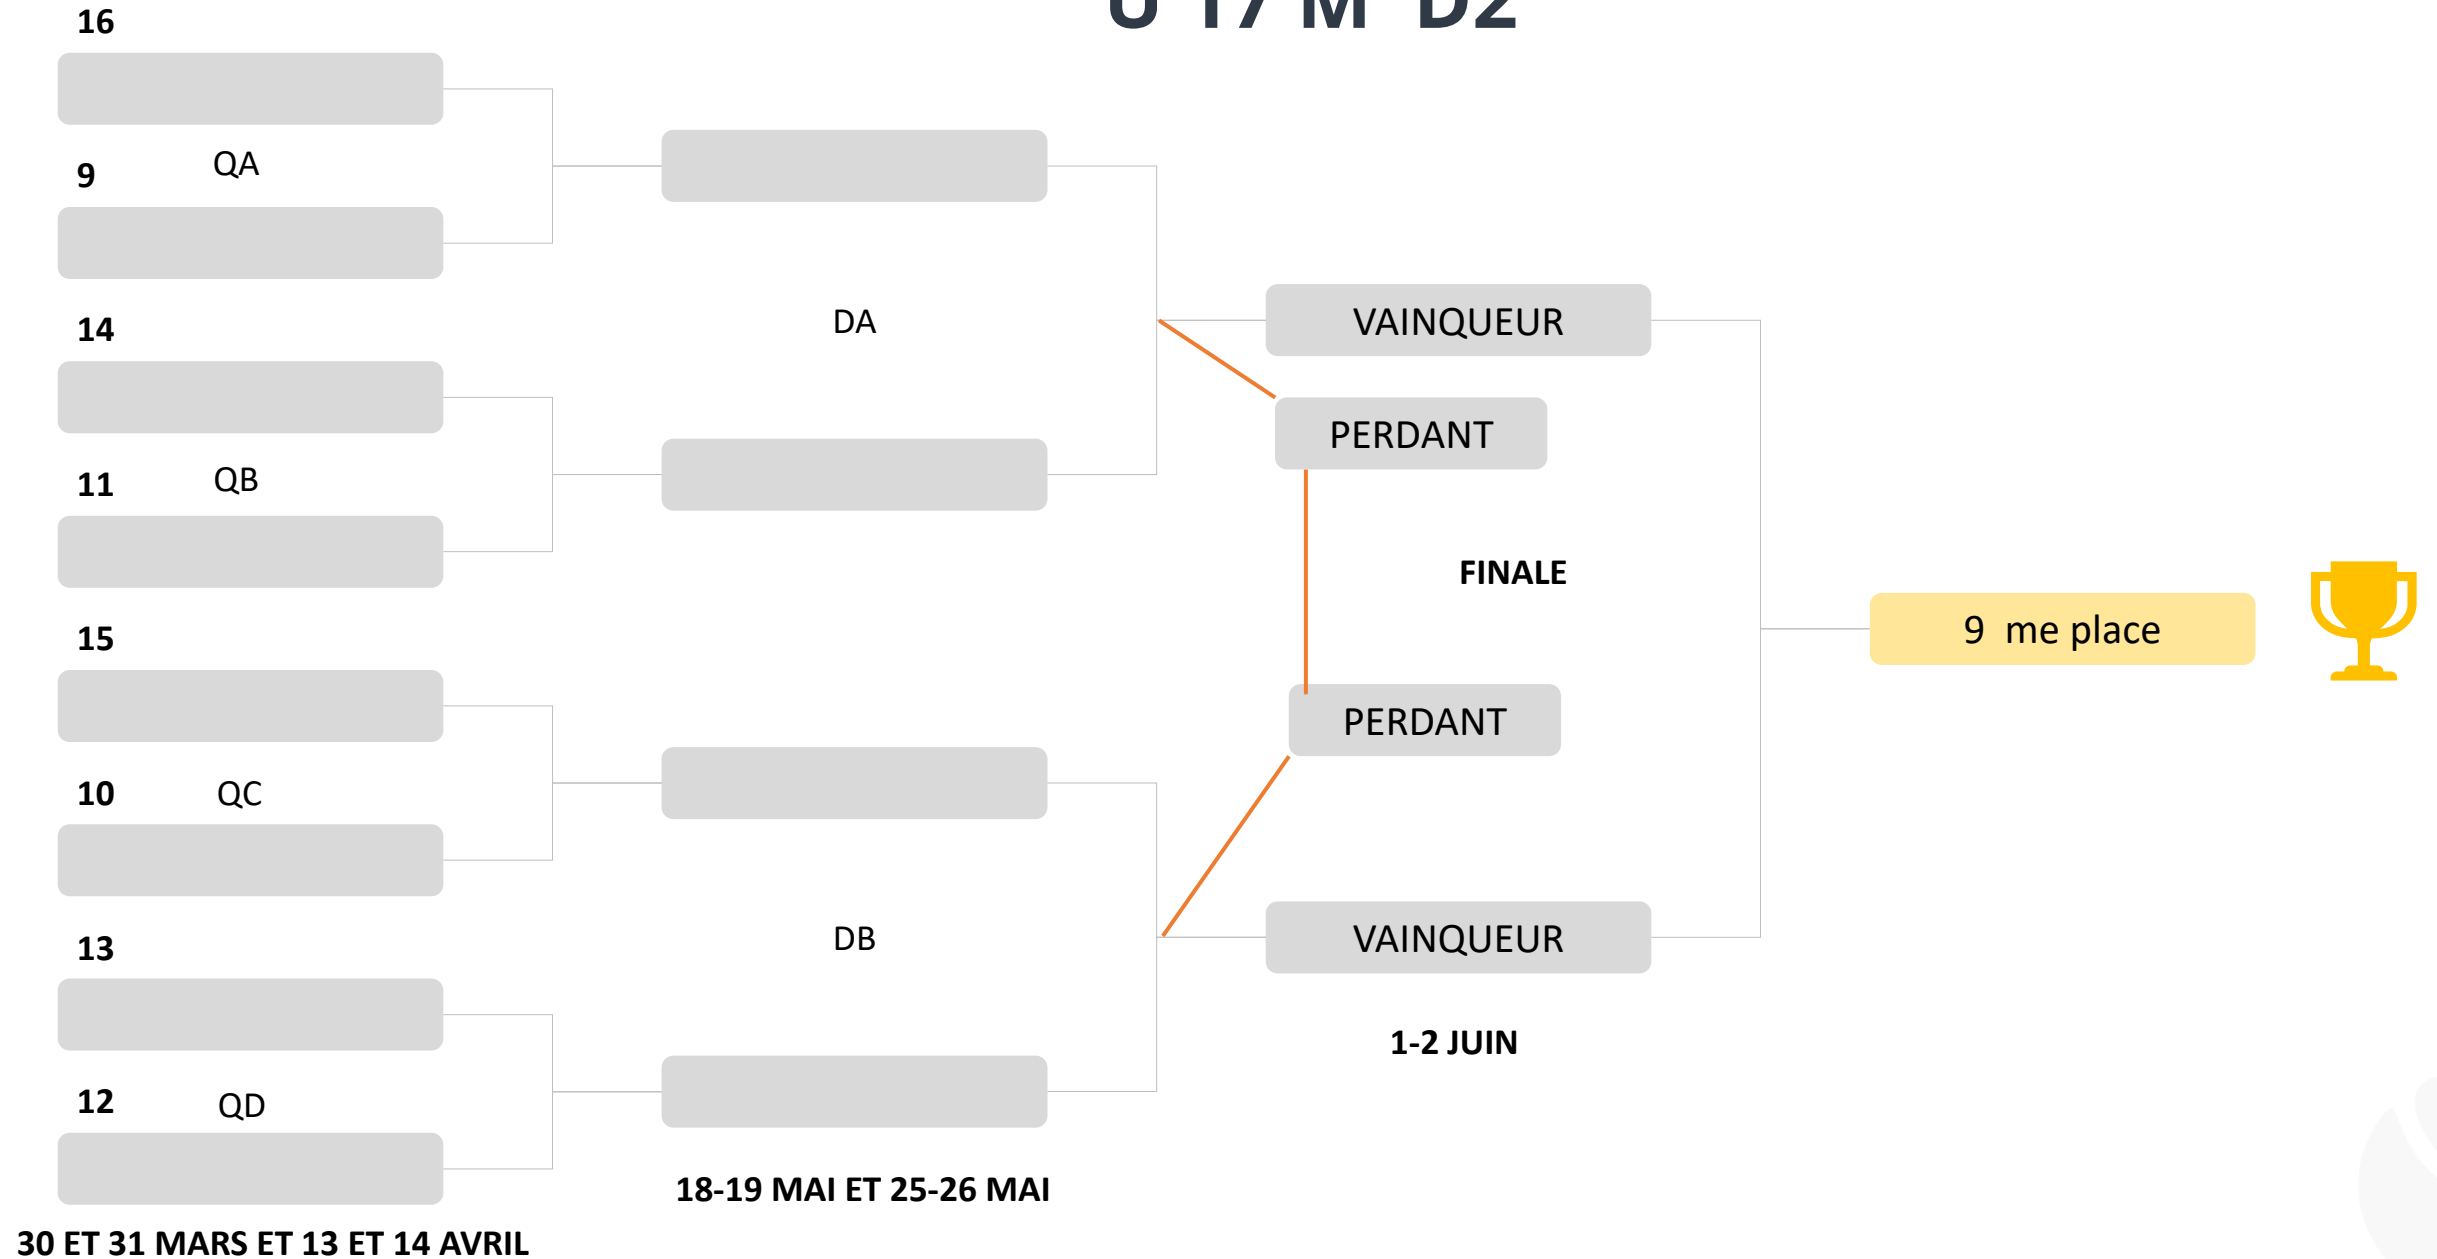 U 17 M D2
16
QA
9
14
DA
VAINQUEUR
PERDANT
11
QB
FINALE
15
9 me place
PERDANT
10
QC
13
DB
VAINQUEUR
1-2 JUIN
12
QD
18-19 MAI ET 25-26 MAI
30 ET 31 MARS ET 13 ET 14 AVRIL